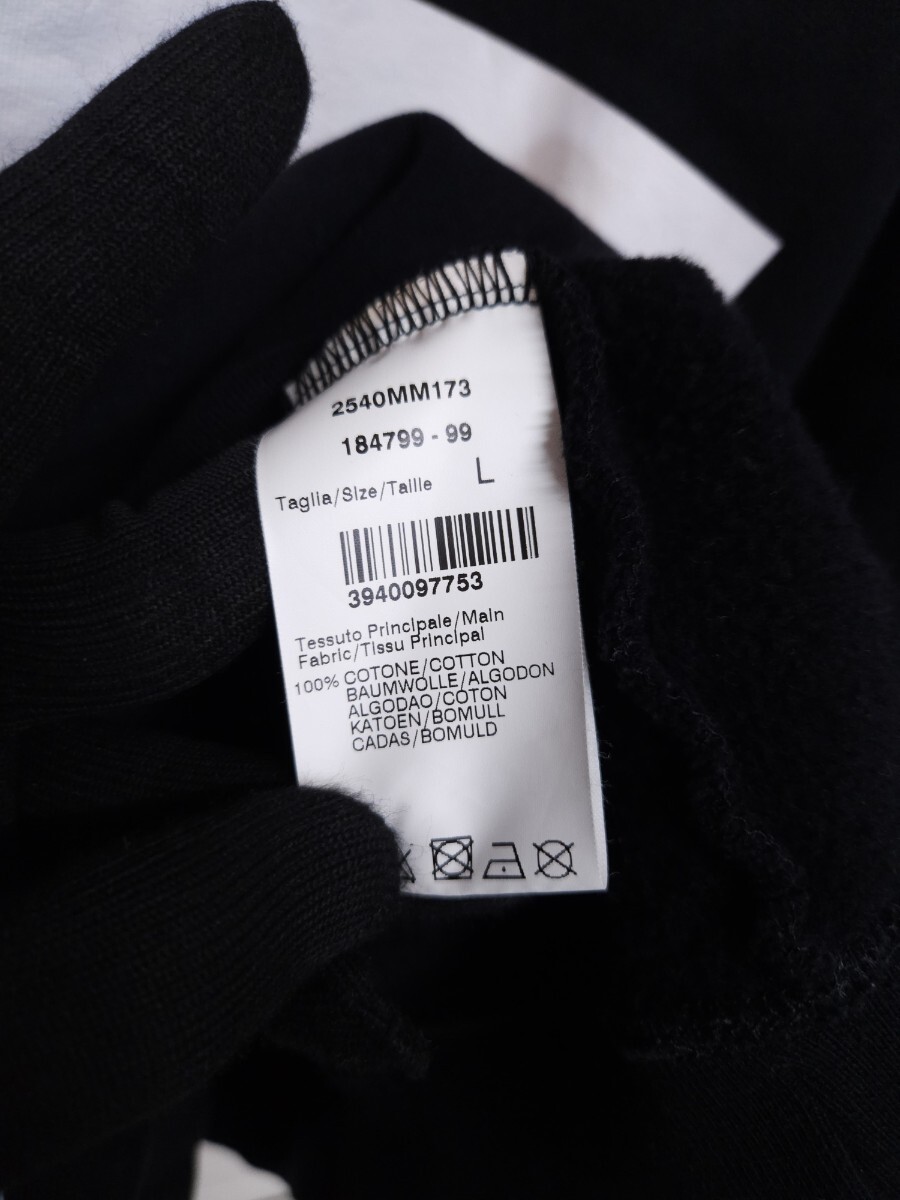 2540MM173
184799 - 99
Taglia/Size/Taille L
3940097753
Tessuto Principale/Main
Fabric/Tissu Principal
100% COTONE/COTTON
BAUMWOLLE/ALGODON
ALGODAO/COTON
KATOEN/BOMULL
CADAS/BOMULD